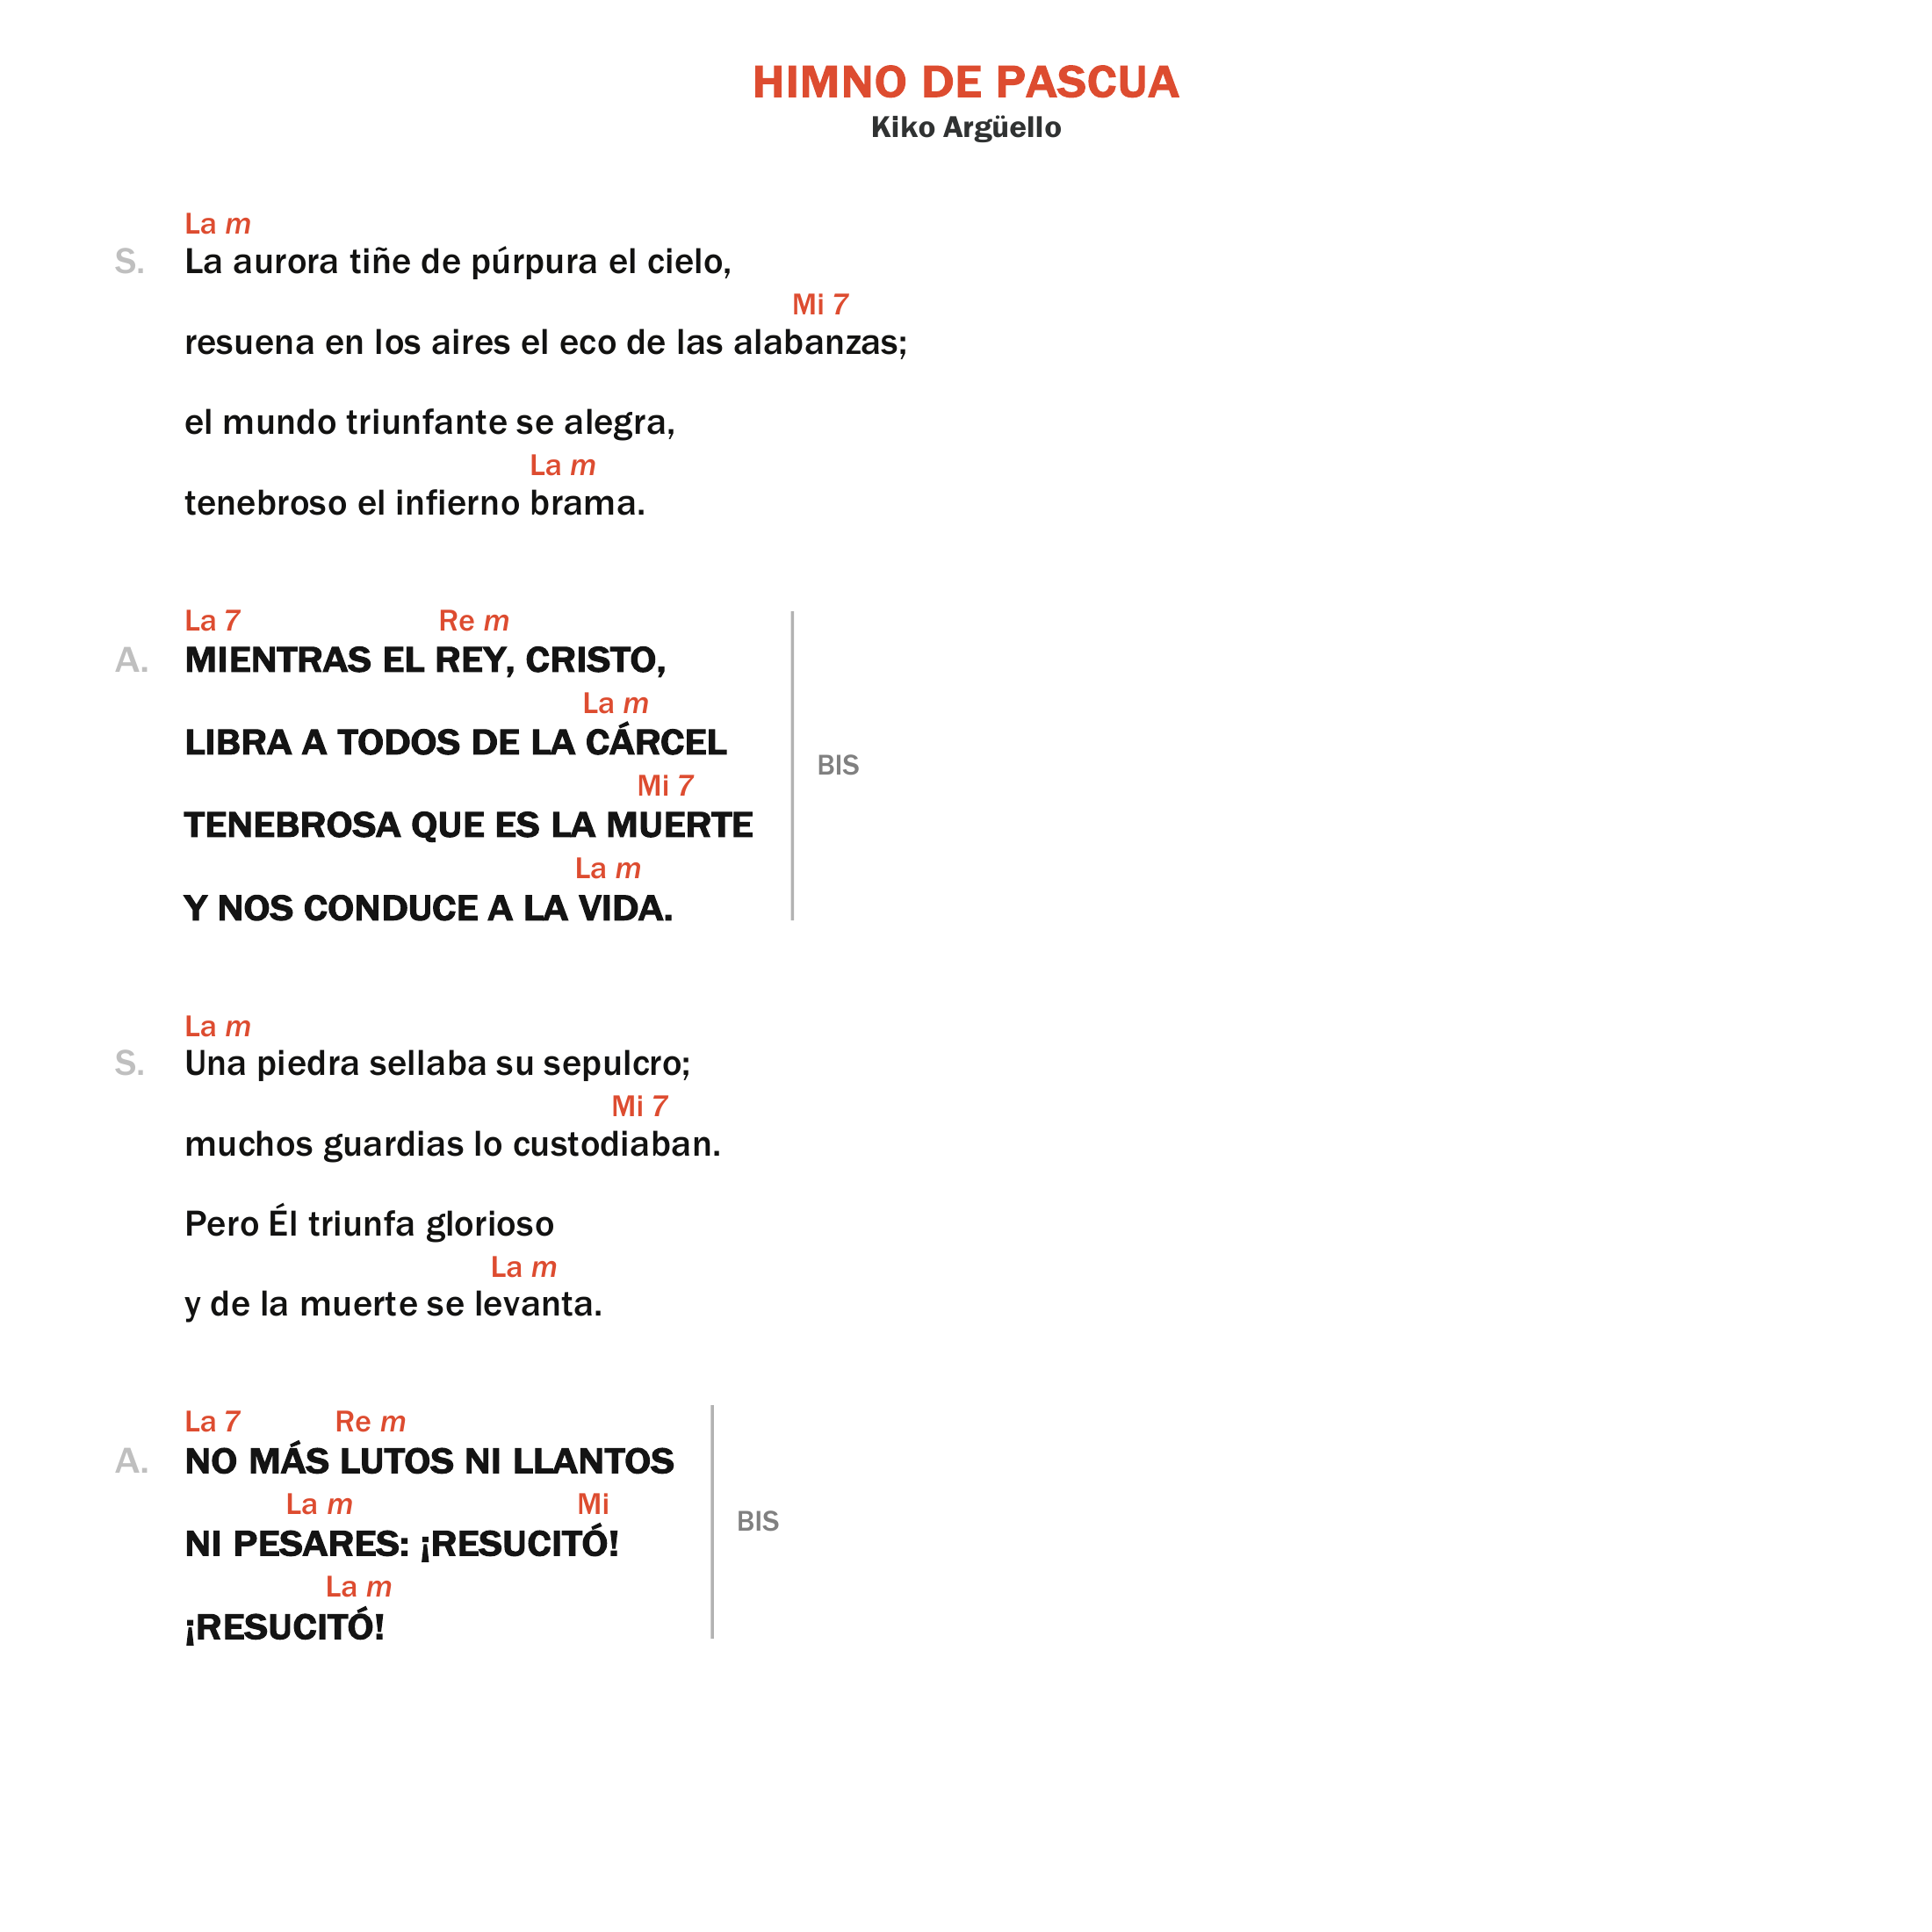 HIMNO DE PASCUA
Kiko Argüello
La m
S. La aurora tiñe de púrpura el cielo,
Mi 7
resuena en los aires el eco de las alabanzas;
el mundo triunfante se alegra,
La m
tenebroso el infierno brama.
La 7 Re m
A. MIENTRAS EL REY, CRISTO,
La m
LIBRA A TODOS DE LA CÁRCEL
Mi 7
TENEBROSA QUE ES LA MUERTE
La m
Y NOS CONDUCE A LA VIDA.
BIS
La m
S. Una piedra sellaba su sepulcro;
Mi 7
muchos guardias lo custodiaban.
Pero Él triunfa glorioso
La m
y de la muerte se levanta.
La 7 Re m
A. NO MÁS LUTOS NI LLANTOS
La m Mi
NI PESARES: ¡RESUCITÓ!
La m
¡RESUCITÓ!
BIS